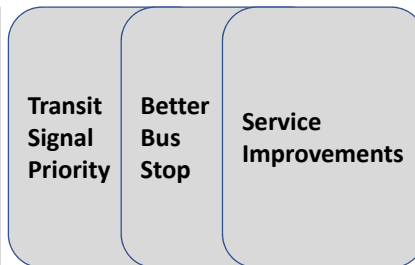 Transit
Signal
Priority
Better
Bus
Stop
Service
Improvements